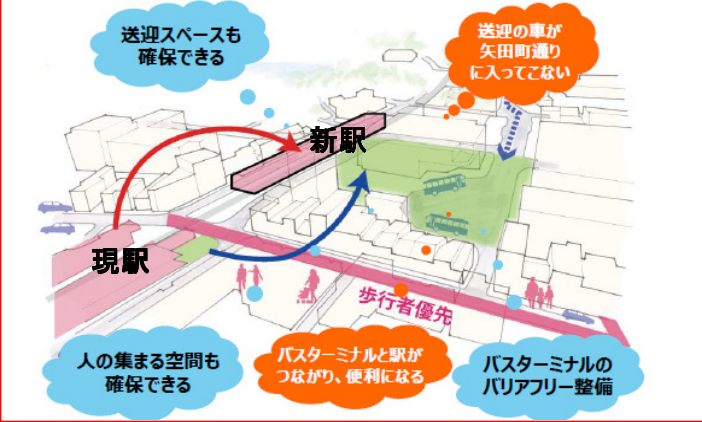 送迎スペースも
確保できる
送迎の車が
矢田町通り
に入ってこない
新駅
現駅
歩行者優先
人の集まる空間も
確保できる
バスターミナルと駅が
つながり、便利になる
バスターミナルの
バリアフリー整備